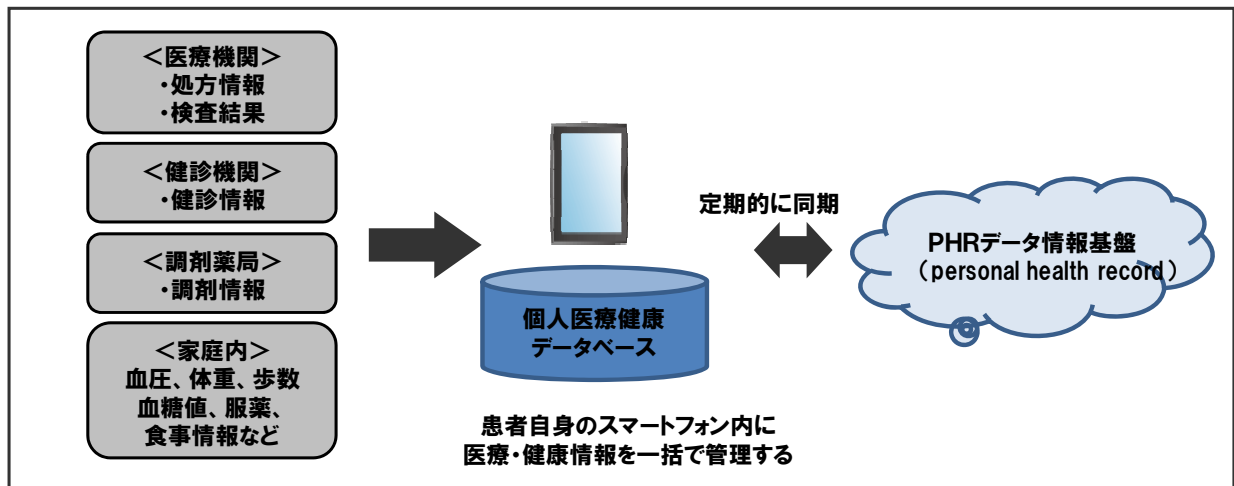 <医療機関>
・処方情報
・検査結果
<健診機関>
・健診情報
<調剤薬局>
・調剤情報
<家庭内>
血圧、体重、歩数
血糖値、服薬、
食事情報など
個人医療健康
データベース
患者自身のスマートフォン内に
医療・健康情報を一括で管理する
定期的に同期
PHRデータ情報基盤
(personal health record)